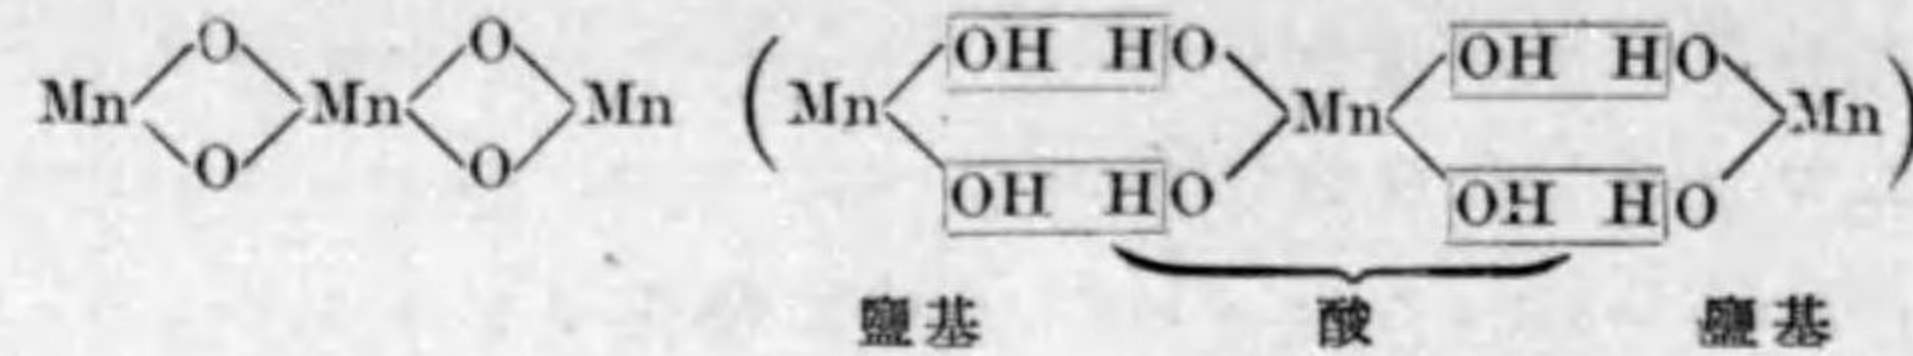 O O OH HO OH HO
Mn Mn Mn ( Mn Mn Mn )
O O OH HO OH HO
鹽基 酸 鹽基